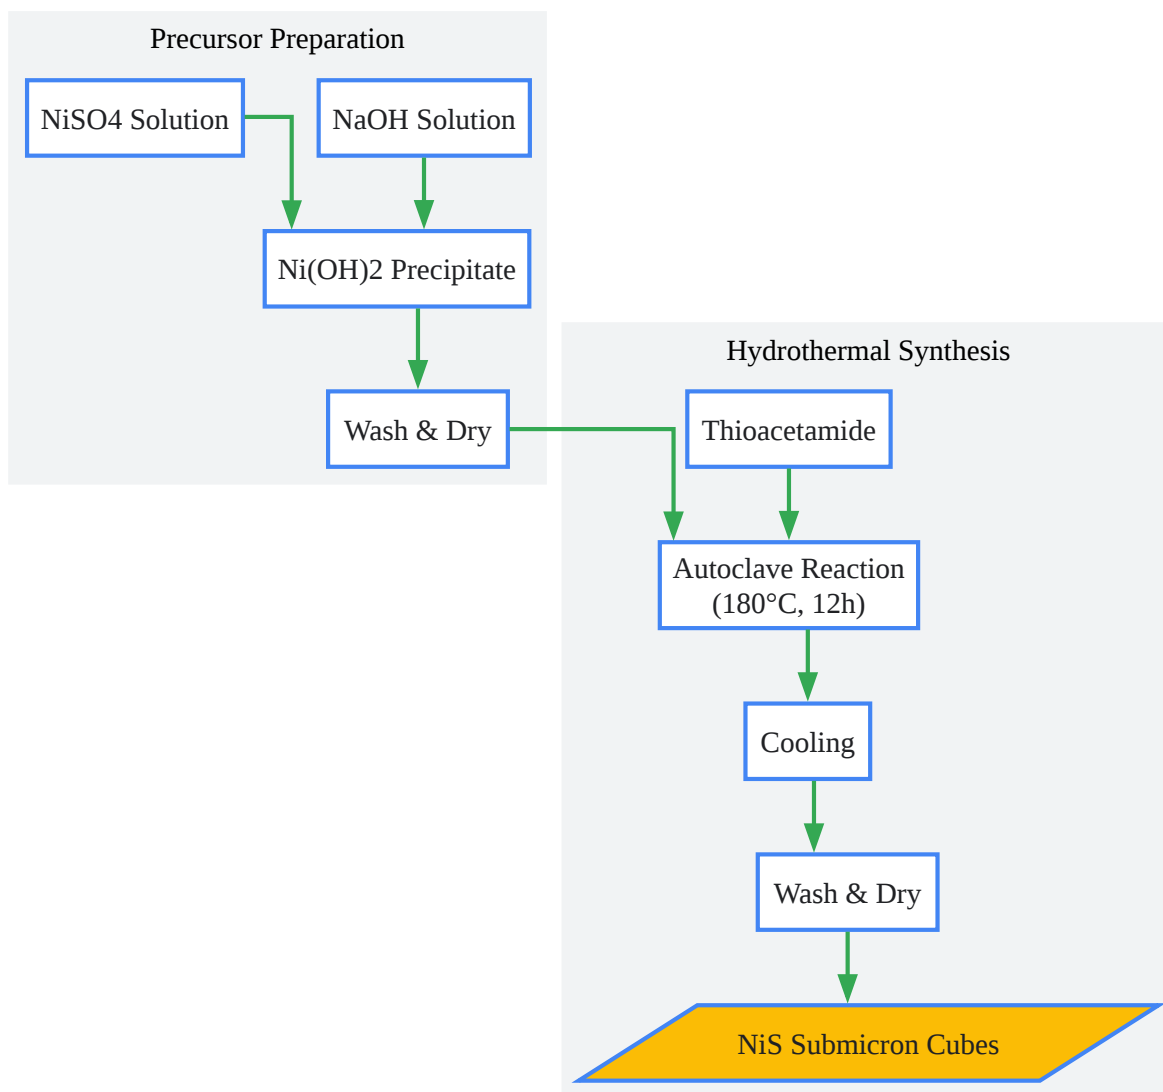 Precursor Preparation
NiSO4 Solution
NaOH Solution
Ni(OH)2 Precipitate
Wash & Dry
Hydrothermal Synthesis
Thioacetamide
Autoclave Reaction
(180°C, 12h)
Cooling
Wash & Dry
NiS Submicron Cubes